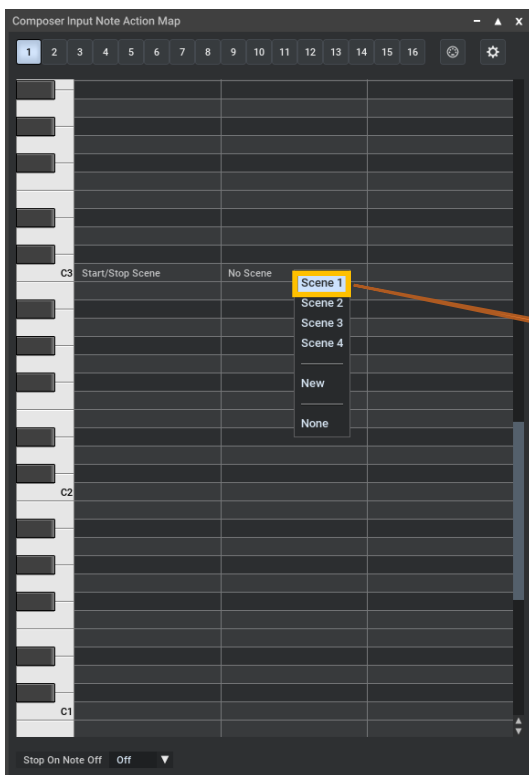 Composer Input Note Action Map
1 2 3 4 5 6 7 8 9 10 11 12 13 14 15 16
C3 Start/Stop Scene No Scene
Scene 1
Scene 2
Scene 3
Scene 4
New
None
C2
C1
Stop On Note Off Off